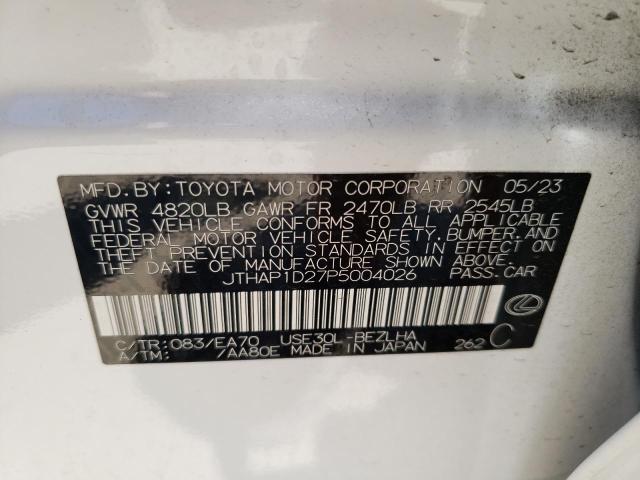 MFD. BY: TOYOTA MOTOR CORPORATION 05/23
GVWR 4820LB GAWR FR 2470LB RR 2545LB
THIS VEHICLE CONFORMS TO ALL APPLICABLE
FEDERAL MOTOR VEHICLE SAFETY, BUMPER, AND
THEFT PREVENTION STANDARDS IN EFFECT ON
THE DATE OF MANUFACTURE SHOWN ABOVE.
JTHAP1D27P5004026 PASS. CAR
C/TR: 083/EA70 USE30L-BEZLHA
A/TM: /AA80E MADE IN JAPAN 262 C